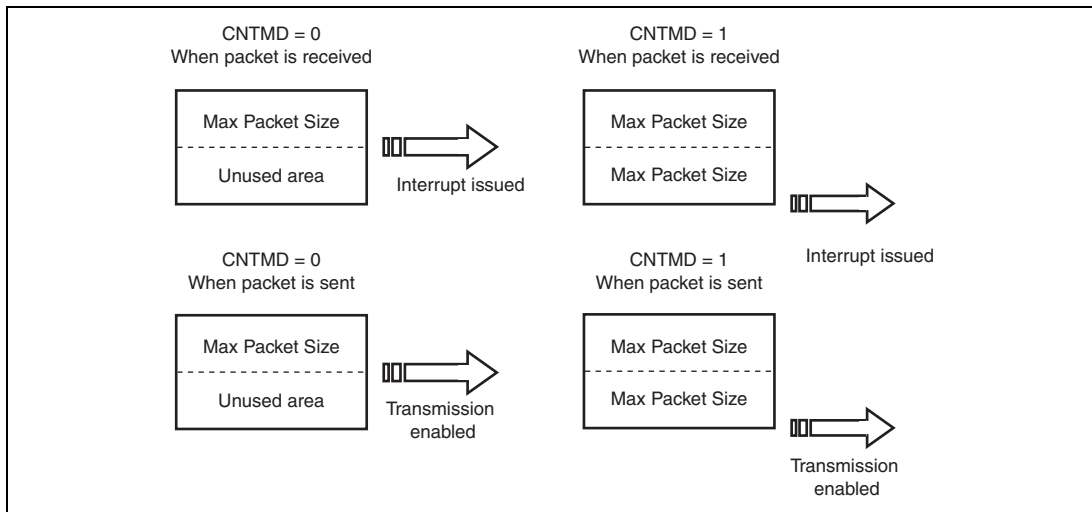 CNTMD = 0
When packet is received
Max Packet Size
Unused area
Interrupt issued
CNTMD = 1
When packet is received
Max Packet Size
Max Packet Size
Interrupt issued
CNTMD = 0
When packet is sent
Max Packet Size
Unused area
Transmission
enabled
CNTMD = 1
When packet is sent
Max Packet Size
Max Packet Size
Transmission
enabled